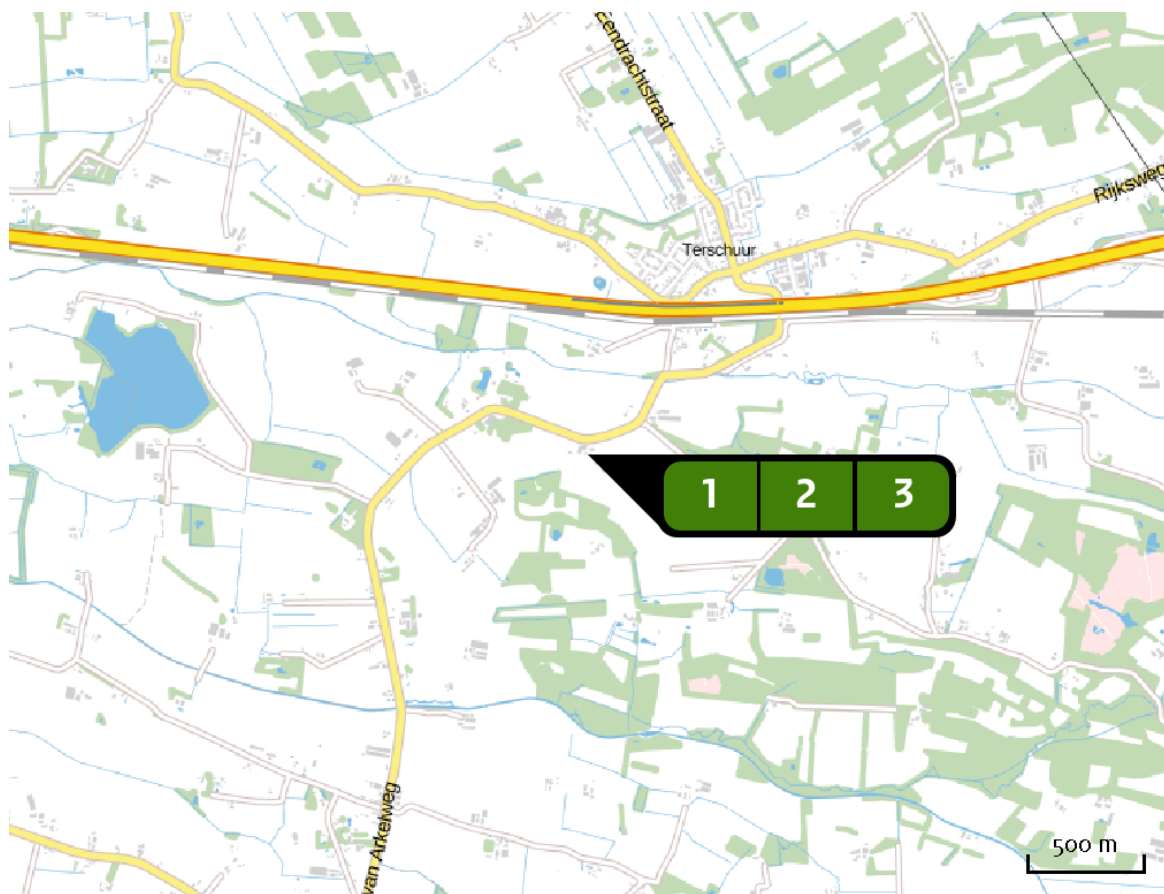 eendrachtstraat
Rijksweg
Terschuur
1 2 3
van Arkelweg
500 m